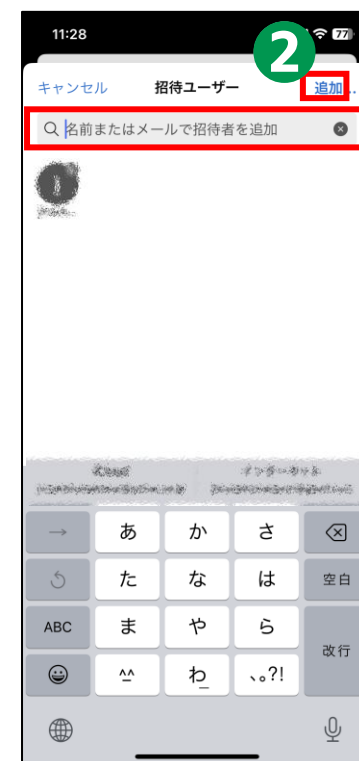 11:28
77
2
キャンセル 招待ユーザー 追加...
名前またはメールで招待者を追加
→ あ か さ
た な は 空白
ABC ま や ら
改行
^^ わ_ 、。?!